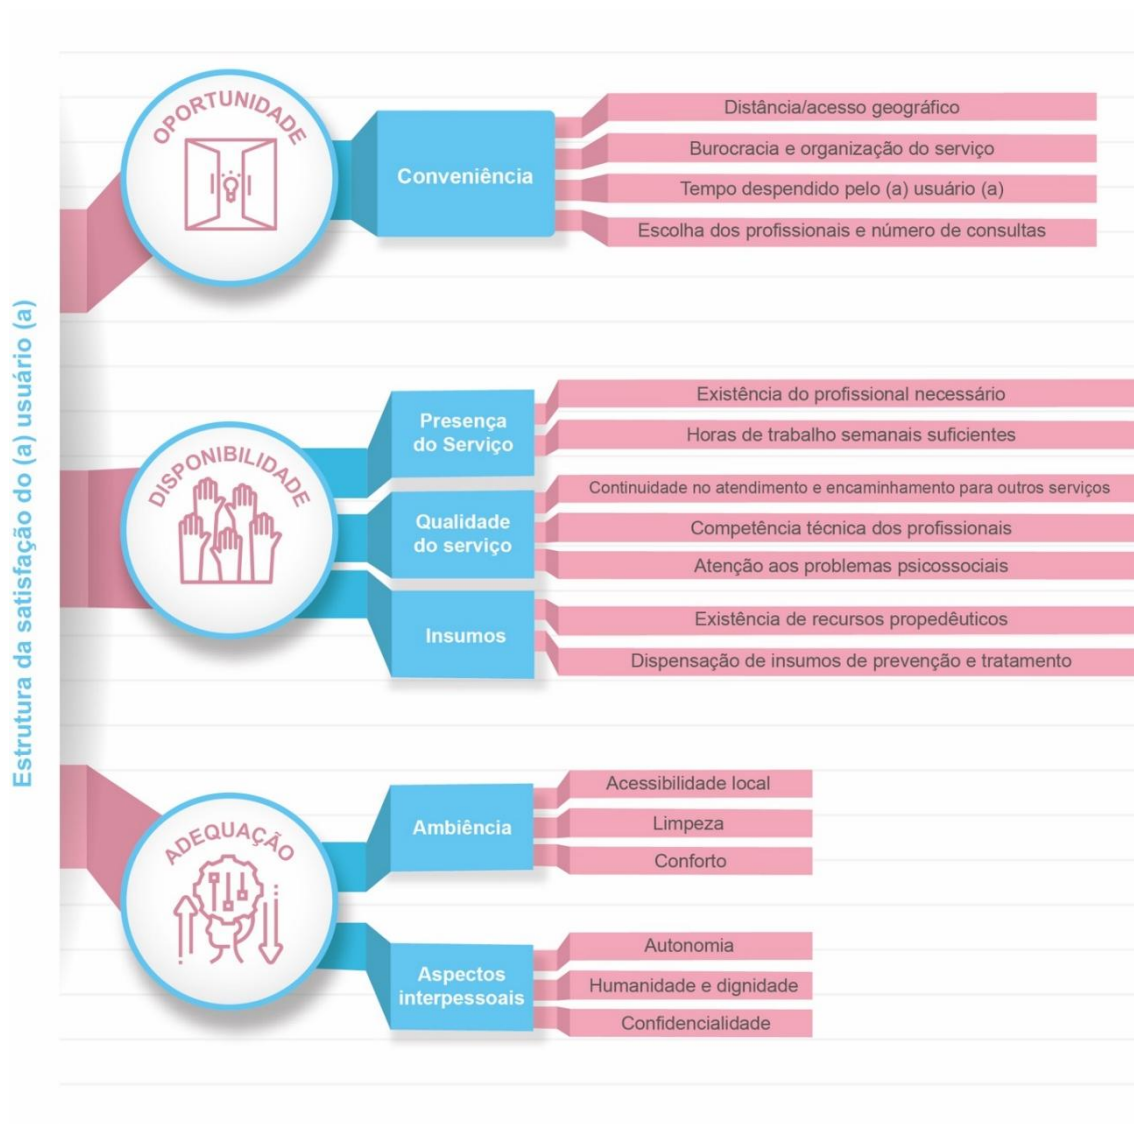 Estrutura da satisfação do (a) usuário (a)
OPORTUNIDADE
Conveniência
Distância/acesso geográfico
Burocracia e organização do serviço
Tempo despendido pelo (a) usuário (a)
Escolha dos profissionais e número de consultas
DISPONIBILIDADE
Presença
do Serviço
Existência do profissional necessário
Horas de trabalho semanais suficientes
Qualidade
do serviço
Continuidade no atendimento e encaminhamento para outros serviços
Competência técnica dos profissionais
Atenção aos problemas psicossociais
Insumos
Existência de recursos propedêuticos
Dispensação de insumos de prevenção e tratamento
ADEQUAÇÃO
Ambiência
Acessibilidade local
Limpeza
Conforto
Aspectos
interpessoais
Autonomia
Humanidade e dignidade
Confidencialidade